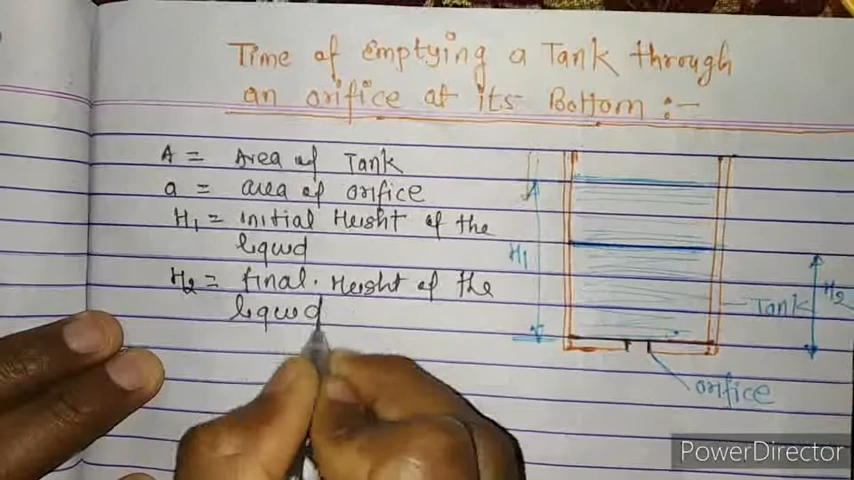 Time of emptying a Tank through
an orifice at its Bottom :-
A = Area of Tank
a = area of orifice
H₁ = initial Height of the
liquid
H₂ = final. Height of the
liquid
H₁
H₂
Tank
orifice
PowerDirector